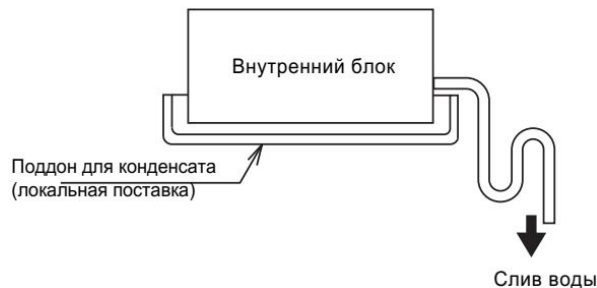 Внутренний блок
Поддон для конденсата
(локальная поставка)
Слив воды